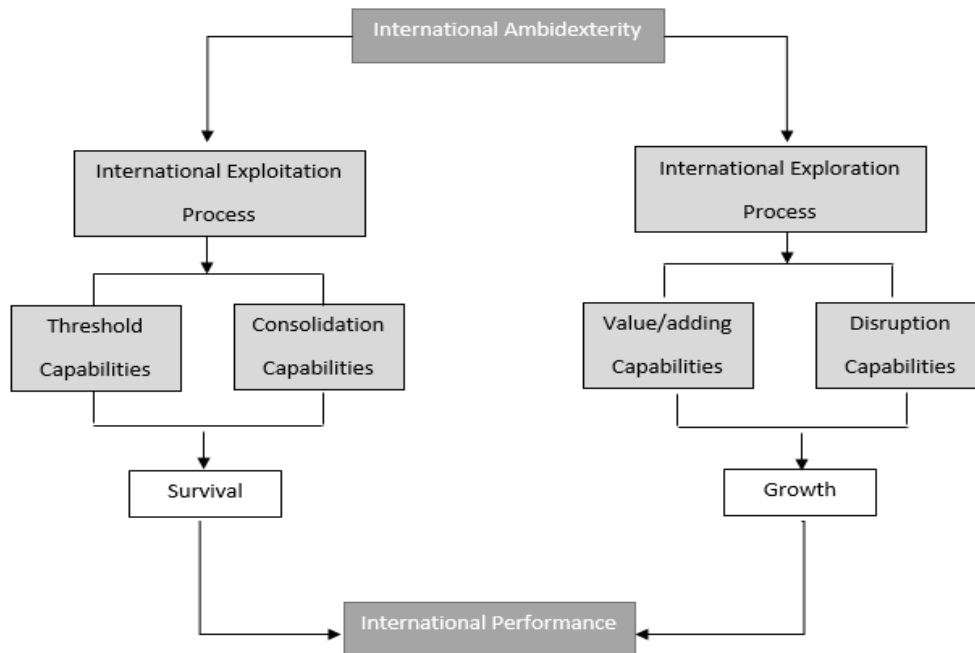 International Ambidexterity
International Exploitation
Process
International Exploration
Process
Threshold
Capabilities
Consolidation
Capabilities
Value/adding
Capabilities
Disruption
Capabilities
Survival
Growth
International Performance